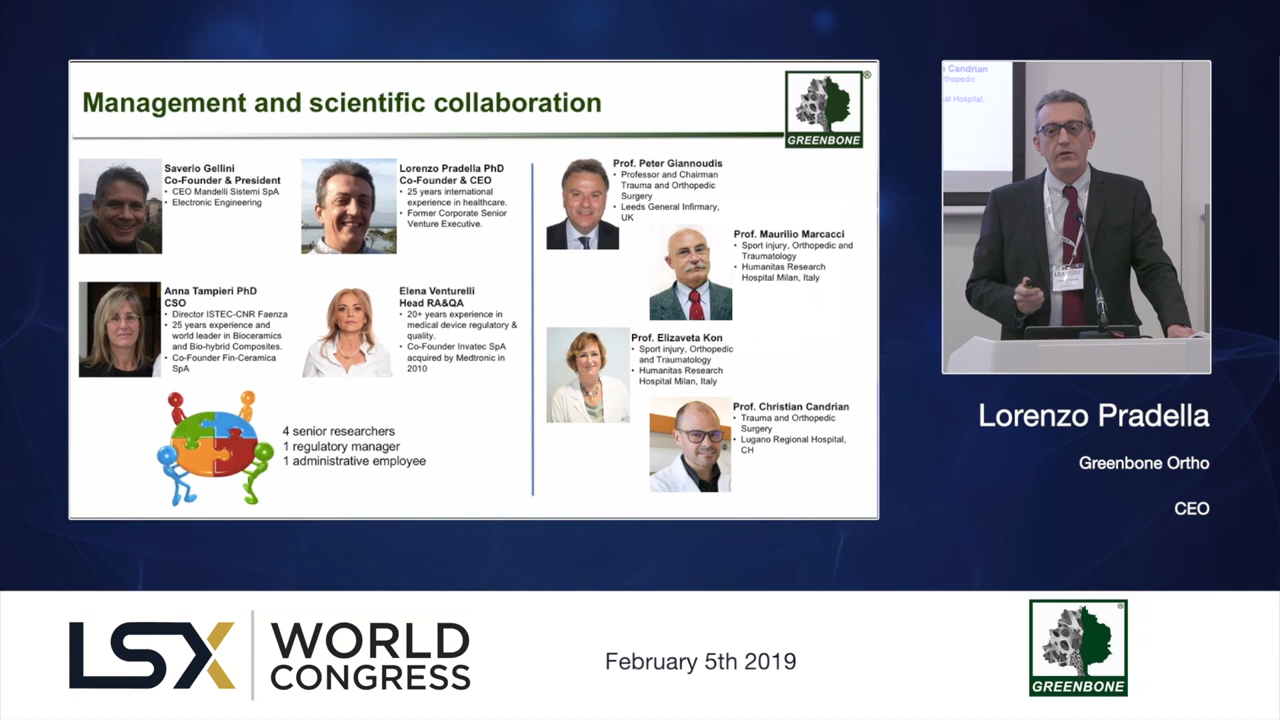 Management and scientific collaboration
®
GREENBONE
Saverio Gellini
Co-Founder & President
• CEO Mandelli Sistemi SpA
• Electronic Engineering
Lorenzo Pradella PhD
Co-Founder & CEO
• 25 years international
experience in healthcare.
• Former Corporate Senior
Venture Executive.
Anna Tampieri PhD
CSO
• Director ISTEC-CNR Faenza
• 25 years experience and
world leader in Bioceramics
and Bio-hybrid Composites.
• Co-Founder Fin-Ceramica
SpA
Elena Venturelli
Head RA&QA
• 20+ years experience in
medical device regulatory &
quality.
• Co-Founder Invatec SpA
acquired by Medtronic in
2010
4 senior researchers
1 regulatory manager
1 administrative employee
Prof. Peter Giannoudis
• Professor and Chairman
Trauma and Orthopedic
Surgery
• Leeds General Infirmary,
UK
Prof. Maurilio Marcacci
• Sport injury, Orthopedic and
Traumatology
• Humanitas Research
Hospital Milan, Italy
Prof. Elizaveta Kon
• Sport injury, Orthopedic
and Traumatology
• Humanitas Research
Hospital Milan, Italy
Prof. Christian Candrian
• Trauma and Orthopedic
Surgery
• Lugano Regional Hospital,
CH
Candrian
thopedic
al Hospital,
LSX
Lorenzo Pradella
Greenbone Ortho
CEO
LSX
WORLD
CONGRESS
February 5th 2019
®
GREENBONE